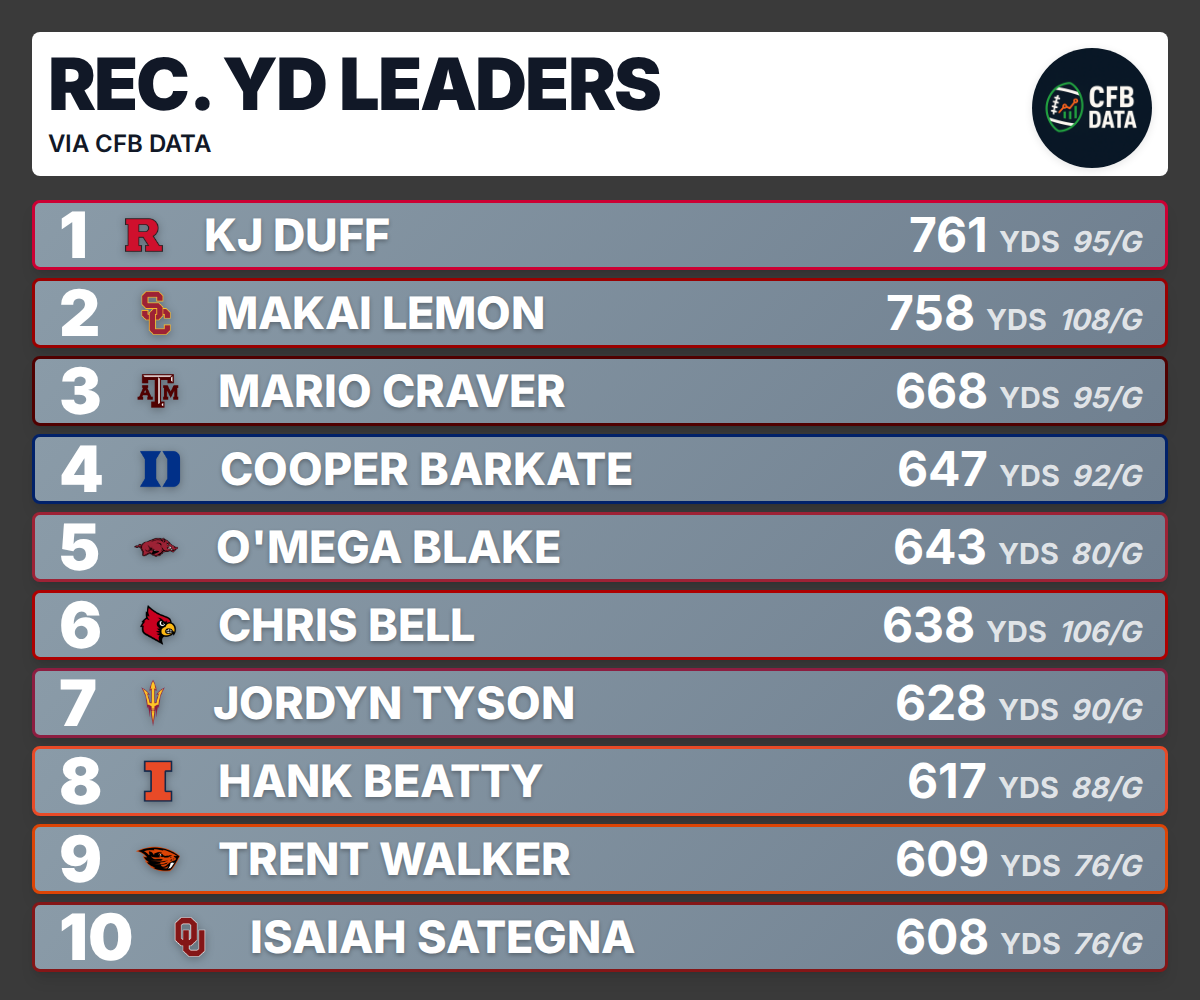 REC. YD LEADERS
VIA CFB DATA
CFB
DATA
1 R KJ DUFF 761 YDS 95/G
2 SC MAKAI LEMON 758 YDS 108/G
3 ATM MARIO CRAVER 668 YDS 95/G
4 D COOPER BARKATE 647 YDS 92/G
5 O'MEGA BLAKE 643 YDS 80/G
6 CHRIS BELL 638 YDS 106/G
7 JORDYN TYSON 628 YDS 90/G
8 I HANK BEATTY 617 YDS 88/G
9 TRENT WALKER 609 YDS 76/G
10 OU ISAIAH SATEGNA 608 YDS 76/G